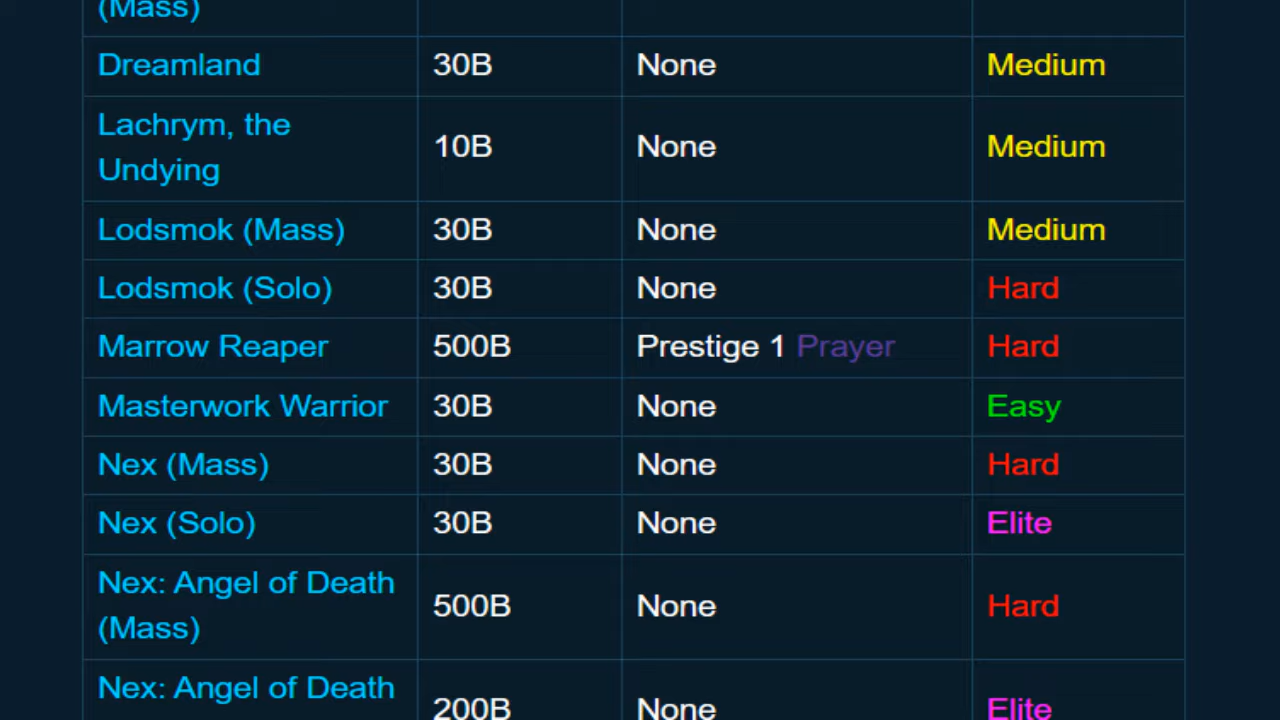 (Mass)
Dreamland 30B None Medium
Lachrym, the
Undying 10B None Medium
Lodsmok (Mass) 30B None Medium
Lodsmok (Solo) 30B None Hard
Marrow Reaper 500B Prestige 1 Prayer Hard
Masterwork Warrior 30B None Easy
Nex (Mass) 30B None Hard
Nex (Solo) 30B None Elite
Nex: Angel of Death
(Mass) 500B None Hard
Nex: Angel of Death
200B None Elite